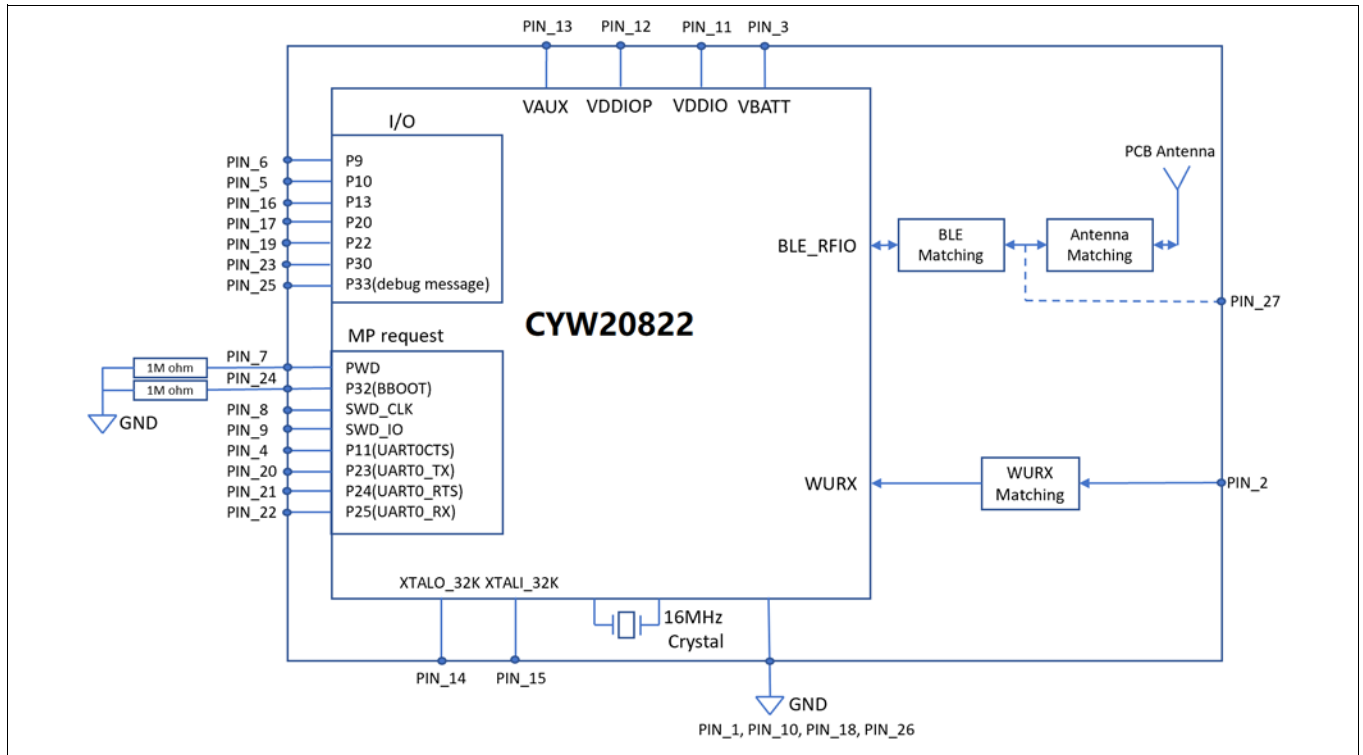 PIN_13
PIN_12
PIN_11
PIN_3
VAUX
VDDIOP
VDDIO
VBATT
I/O
PIN_6
P9
PIN_5
P10
PIN_16
P13
PIN_17
P20
PIN_19
P22
PIN_23
P30
PIN_25
P33(debug message)
PCB Antenna
BLE_RFIO
BLE
Matching
Antenna
Matching
PIN_27
CYW20822
MP request
1M ohm
PIN_7
PWD
1M ohm
PIN_24
P32(BBOOT)
GND
PIN_8
SWD_CLK
PIN_9
SWD_IO
PIN_4
P11(UART0CTS)
PIN_20
P23(UART0_TX)
PIN_21
P24(UART0_RTS)
PIN_22
P25(UART0_RX)
WURX
WURX
Matching
PIN_2
XTALO_32K
XTALI_32K
16MHz
Crystal
PIN_14
PIN_15
GND
PIN_1, PIN_10, PIN_18, PIN_26